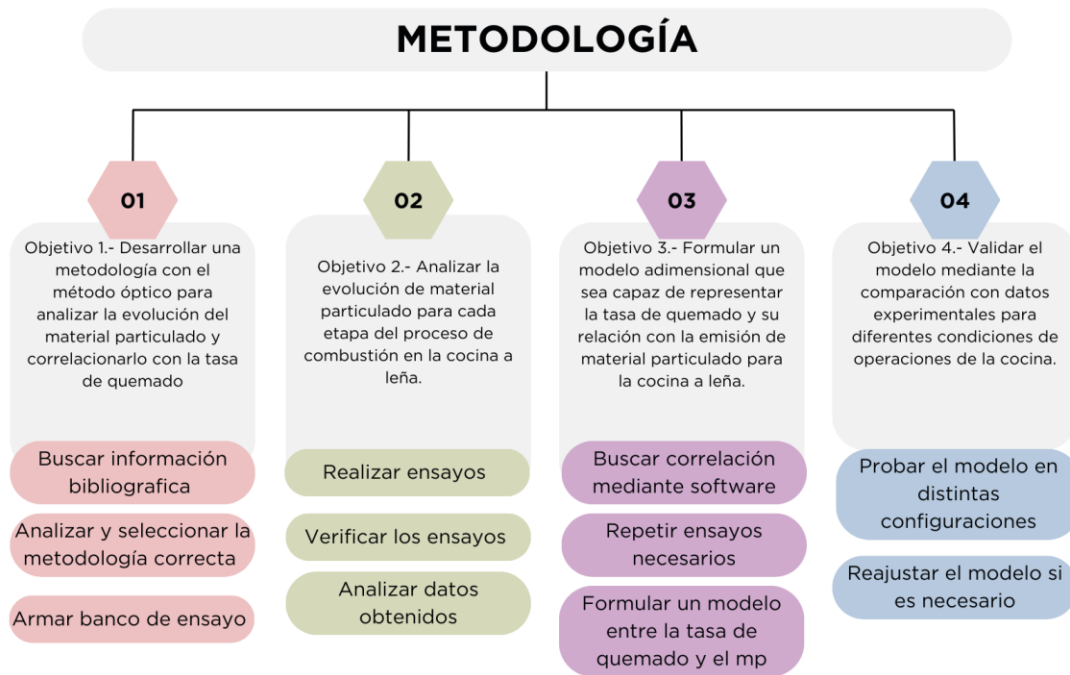 METODOLOGÍA
01
Objetivo 1.- Desarrollar una
metodología con el
método óptico para
analizar la evolución del
material particulado y
correlacionarlo con la tasa
de quemado
Buscar información
bibliografica
Analizar y seleccionar la
metodología correcta
Armar banco de ensayo
02
Objetivo 2.- Analizar la
evolución de material
particulado para cada
etapa del proceso de
combustión en la cocina a
leña.
Realizar ensayos
Verificar los ensayos
Analizar datos
obtenidos
03
Objetivo 3.- Formular un
modelo adimensional que
sea capaz de representar
la tasa de quemado y su
relación con la emisión de
material particulado para
la cocina a leña.
Buscar correlación
mediante software
Repetir ensayos
necesarios
Formular un modelo
entre la tasa de
quemado y el mp
04
Objetivo 4.- Validar el
modelo mediante la
comparación con datos
experimentales para
diferentes condiciones de
operaciones de la cocina.
Probar el modelo en
distintas
configuraciones
Reajustar el modelo si
es necesario